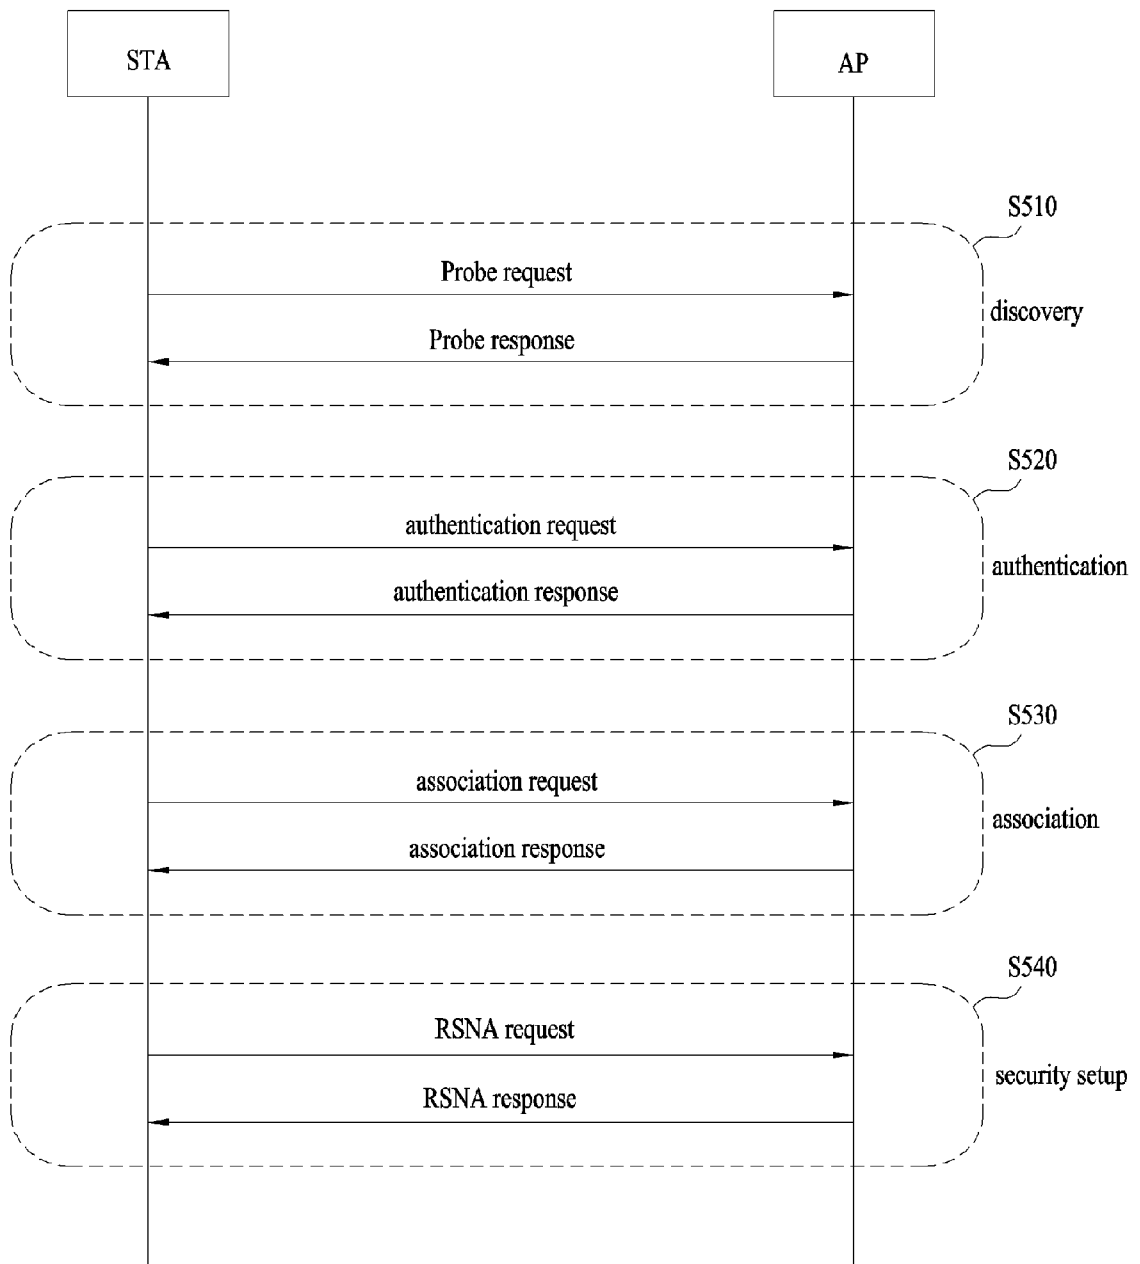 STA
AP
S510
Probe request
discovery
Probe response
S520
authentication request
authentication
authentication response
S530
association request
association
association response
S540
RSNA request
security setup
RSNA response